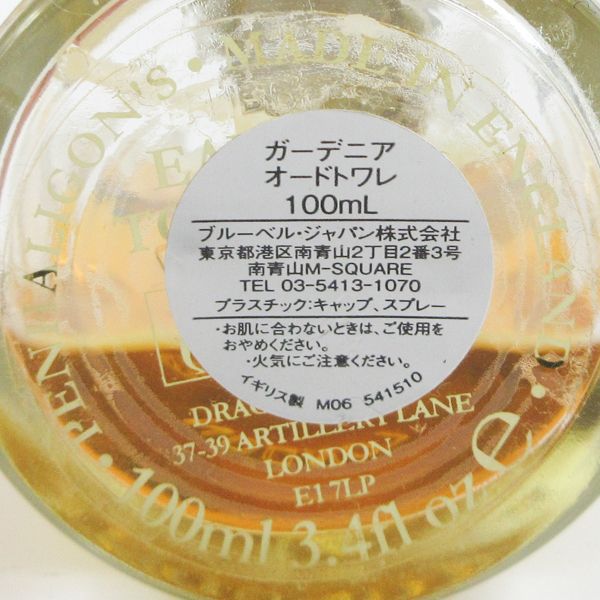 PENHALIGON'S • MADE IN ENGLAND •
100ml 3.4fl oz e
EA
TO
ガーデニア
オードトワレ
100mL
ブルーベル・ジャパン株式会社
東京都港区南青山2丁目2番3号
南青山M-SQUARE
TEL 03-5413-1070
プラスチック:キャップ、スプレー
・お肌に合わないときは、ご使用を
おやめください。
・火気にご注意ください。
イギリス製 M06 541510
37-39 ARTILLERY LANE
LONDON
E1 7LP